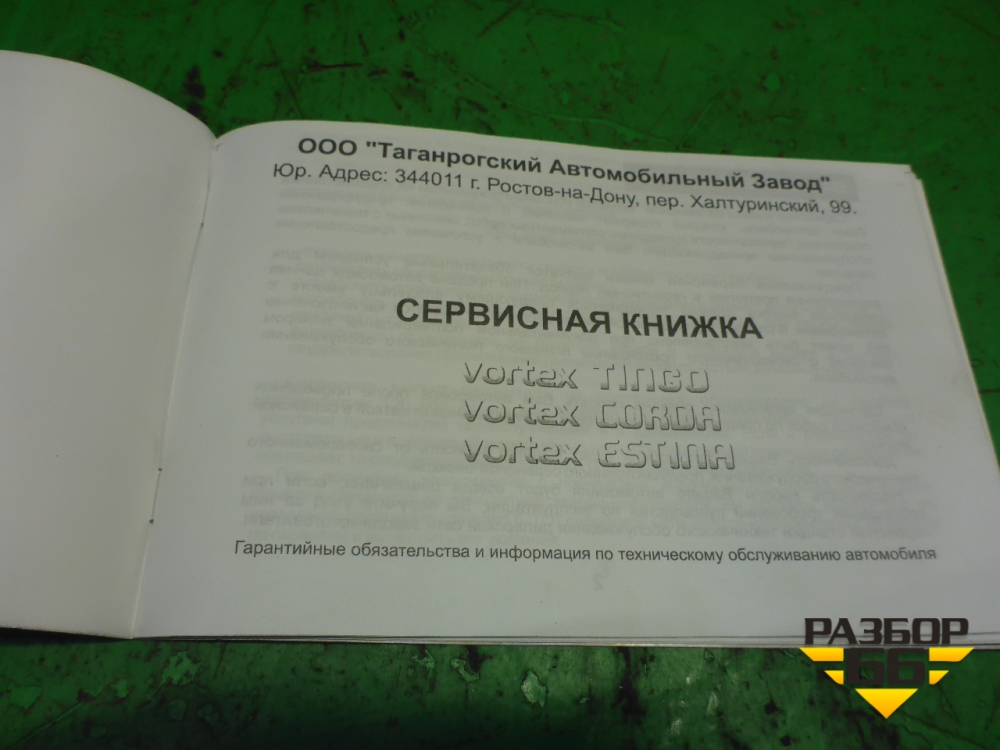 ООО "Таганрогский Автомобильный Завод"
Юр. Адрес: 344011 г. Ростов-на-Дону, пер. Халтуринский, 99.
СЕРВИСНАЯ КНИЖКА
vortex TINGO
vortex CORDA
vortex ESTINA
Гарантийные обязательства и информация по техническому обслуживанию автомобиля
РАЗБОР
66